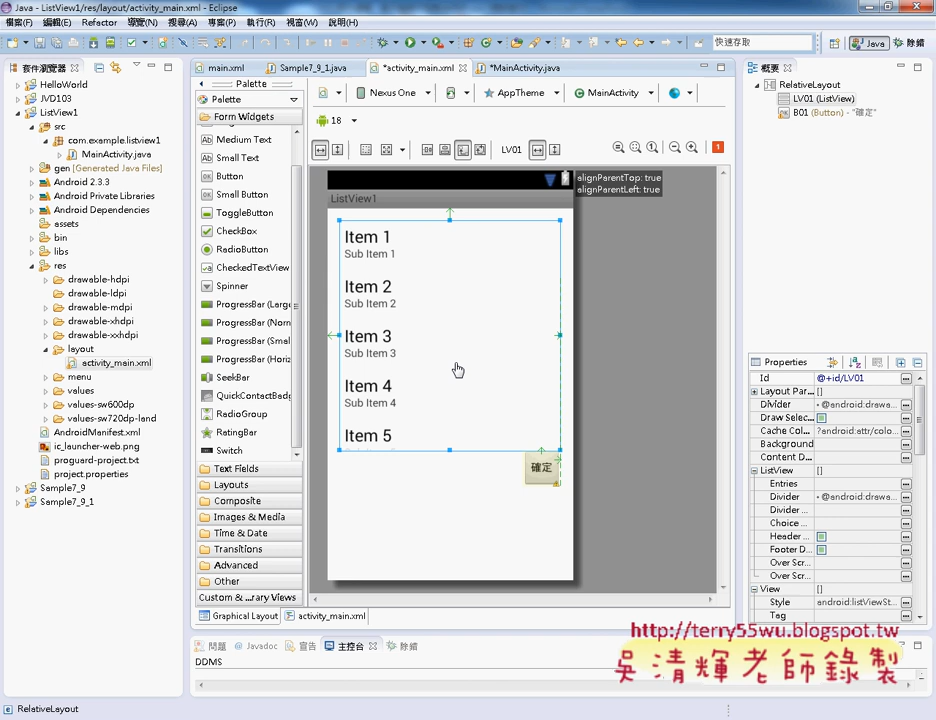 Java - ListView1/res/layout/activity_main.xml - Eclipse
檔案(F) 編輯(E) Refactor 導覽(N) 搜尋(A) 專案(P) 執行(R) 視窗(W) 說明(H)
快速存取
Java
除錯
套件瀏覽器
HelloWorld
JVD103
ListView1
src
com.example.listview1
MainActivity.java
gen [Generated Java Files]
Android 2.3.3
Android Private Libraries
Android Dependencies
assets
bin
libs
res
drawable-hdpi
drawable-ldpi
drawable-mdpi
drawable-xhdpi
drawable-xxhdpi
layout
activity_main.xml
menu
values
values-sw600dp
values-sw720dp-land
AndroidManifest.xml
ic_launcher-web.png
proguard-project.txt
project.properties
Sample7_9
Sample7_9_1
main.xml
Sample7_9_1.java
*activity_main.xml
*MainActivity.java
Palette
Palette
Form Widgets
Medium Text
Small Text
Button
Small Button
ToggleButton
CheckBox
RadioButton
CheckedTextView
Spinner
ProgressBar (Large
ProgressBar (Norm
ProgressBar (Small
ProgressBar (Horiz
SeekBar
QuickContactBadg
RadioGroup
RatingBar
Switch
Text Fields
Layouts
Composite
Images & Media
Time & Date
Transitions
Advanced
Other
Custom & ...rary Views
Nexus One
AppTheme
MainActivity
18
LV01
1
alignParentTop: true
alignParentLeft: true
ListView1
Item 1
Sub Item 1
Item 2
Sub Item 2
Item 3
Sub Item 3
Item 4
Sub Item 4
Item 5
確定
Graphical Layout
activity_main.xml
概要
RelativeLayout
LV01 (ListView)
B01 (Button) - "確定"
Properties
Id @+id/LV01
Layout Par... []
Divider @android:drawa...
Draw Selec...
Cache Col... ?android:attr/colo...
Background
Content D...
ListView []
Entries
Divider @android:drawa...
Divider ...
Choice ...
Header ...
Footer D...
Over Scr...
Over Scr...
View []
Style android:listViewSt...
Tag
問題
Javadoc
宣告
主控台
除錯
DDMS
http://terry55wu.blogspot.tw
吳清輝老師錄製
RelativeLayout